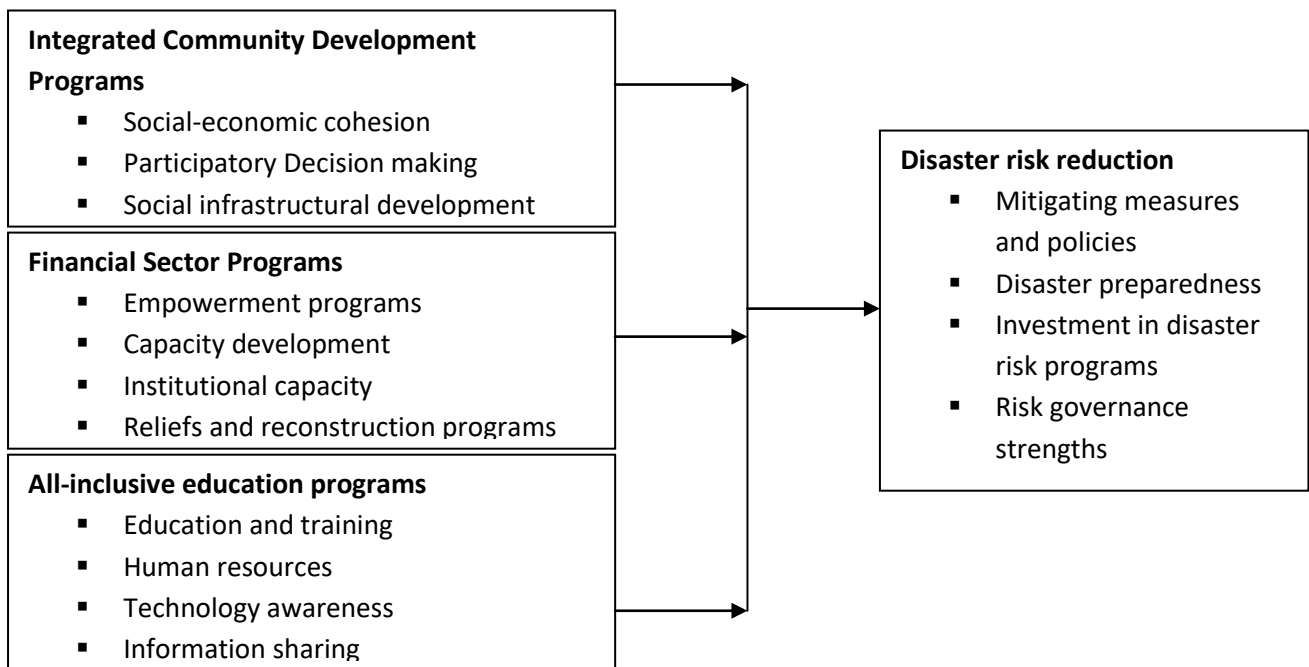 Integrated Community Development
Programs
▪ Social-economic cohesion
▪ Participatory Decision making
▪ Social infrastructural development
Financial Sector Programs
▪ Empowerment programs
▪ Capacity development
▪ Institutional capacity
▪ Reliefs and reconstruction programs
All-inclusive education programs
▪ Education and training
▪ Human resources
▪ Technology awareness
▪ Information sharing
Disaster risk reduction
▪ Mitigating measures
and policies
▪ Disaster preparedness
▪ Investment in disaster
risk programs
▪ Risk governance
strengths